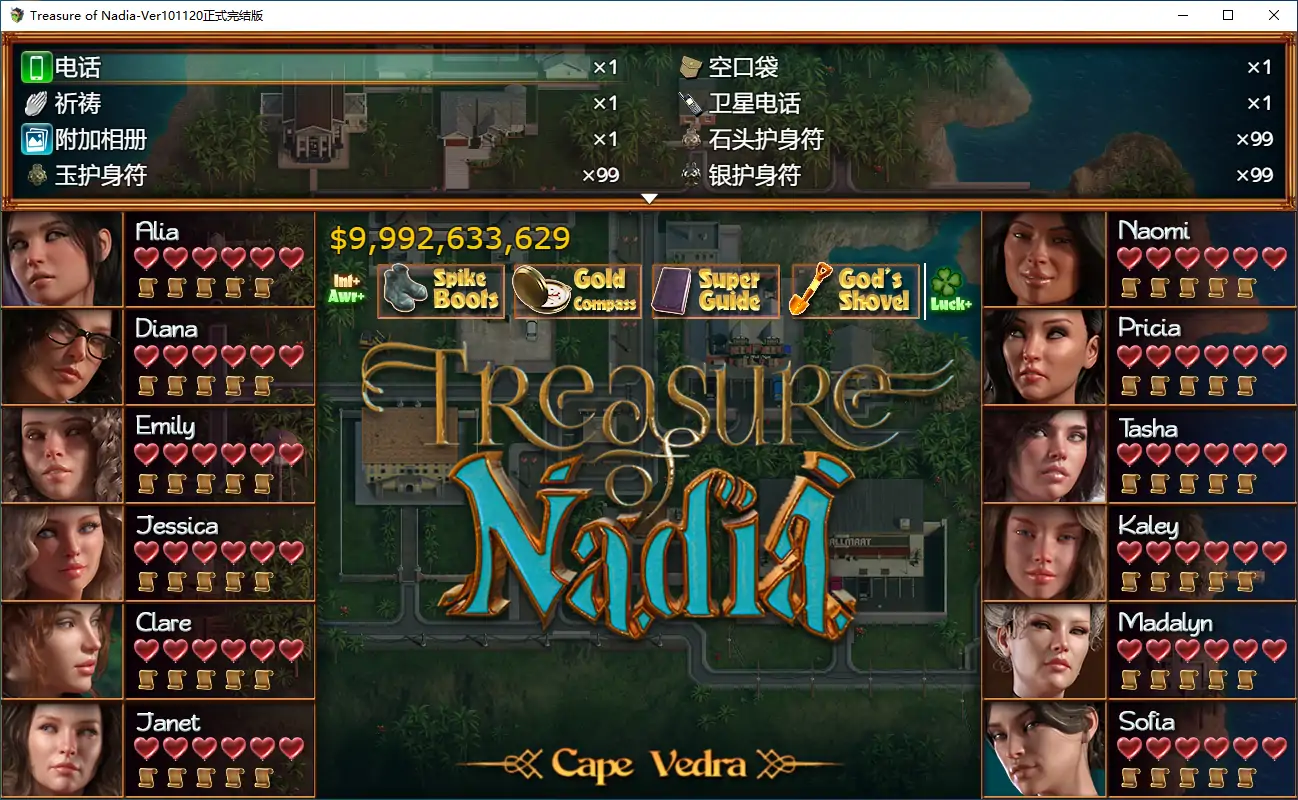 Treasure of Nadia-Ver101120正式完结版
电话 ×1
空口袋 ×1
祈祷 ×1
卫星电话 ×1
附加相册 ×1
石头护身符 ×99
玉护身符 ×99
银护身符 ×99
$9,992,633,629
Int+
Awr+
Spike
Boots
Gold
Compass
Super
Guide
God's
Shovel
Luck+
Alia
Diana
Emily
Jessica
Clare
Janet
Treasure
of
Nadia
ALLMART
Cape Vedra
Naomi
Pricia
Tasha
Kaley
Madalyn
Sofia